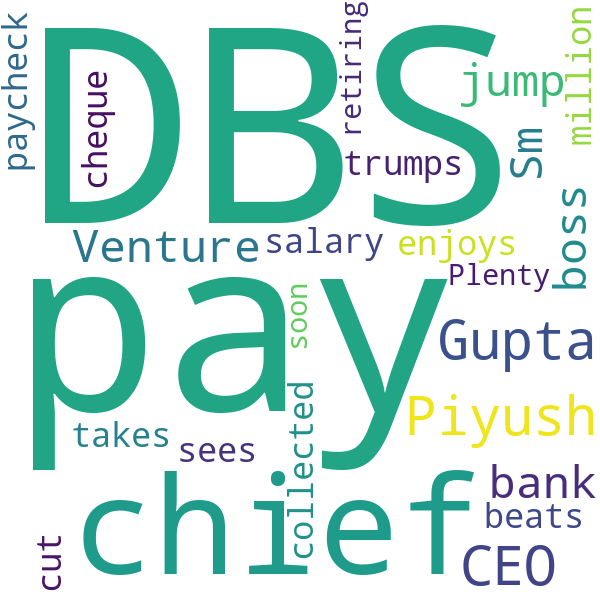 paycheck
cheque
DBS
retiring
trumps
jump
million
Sm
Venture
salary
enjoys
boss
Plenty
pay
soon
Gupta
Piyush
takes
sees
collected
chief
bank
beats
cut
CEO